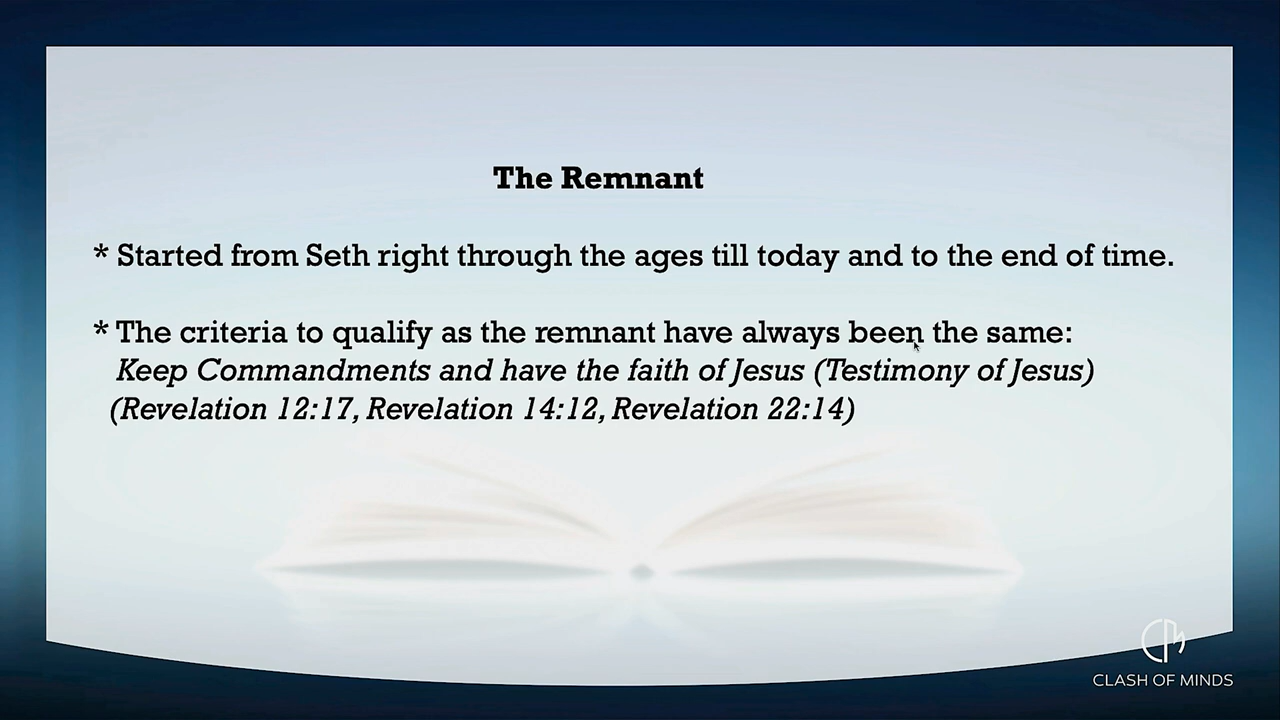 The Remnant
* Started from Seth right through the ages till today and to the end of time.
* The criteria to qualify as the remnant have always been the same:
Keep Commandments and have the faith of Jesus (Testimony of Jesus)
(Revelation 12:17, Revelation 14:12, Revelation 22:14)
CLASH OF MINDS